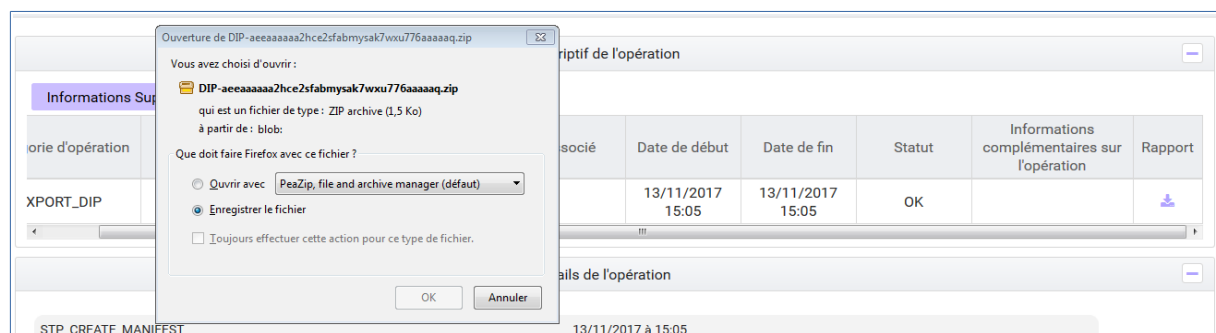 Ouverture de DIP-aeeaaaaaa2hce2sfabmysak7wxu776aaaaaq.zip
Vous avez choisi d'ouvrir :
DIP-aeeaaaaaa2hce2sfabmysak7wxu776aaaaaq.zip
qui est un fichier de type : ZIP archive (1,5 Ko)
à partir de : blob:
Que doit faire Firefox avec ce fichier ?
Ouvrir avec PeaZip, file and archive manager (défaut)
Enregistrer le fichier
Toujours effectuer cette action pour ce type de fichier.
OK Annuler
riptif de l'opération
Informations Sup
orie d'opération
socié
Date de début
Date de fin
Statut
Informations
complémentaires sur
l'opération
Rapport
XPORT_DIP
13/11/2017
15:05
13/11/2017
15:05
OK
ails de l'opération
STP_CREATE_MANIFEST
13/11/2017 à 15:05